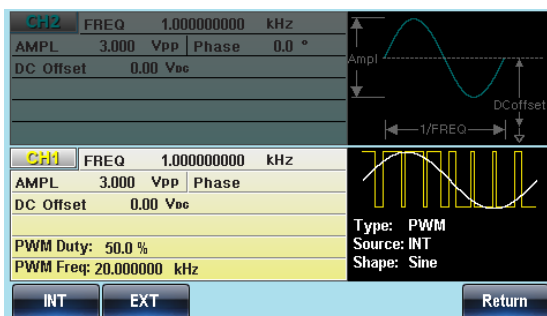 CH2 FREQ 1.000000000 kHz
AMPL 3.000 VPP Phase 0.0 °
DC Offset 0.00 VDC
Ampl
DCoffset
1/FREQ
CH1 FREQ 1.000000000 kHz
AMPL 3.000 VPP Phase
DC Offset 0.00 VDC
PWM Duty: 50.0 %
PWM Freq: 20.000000 kHz
Type: PWM
Source: INT
Shape: Sine
INT EXT Return